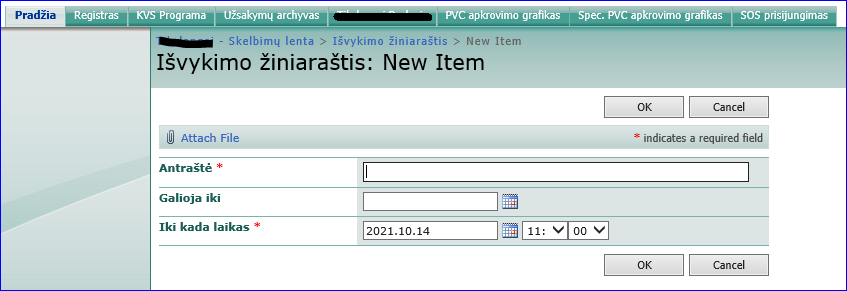 Pradžia Registras KVS Programa Užsakymų archyvas PVC apkrovimo grafikas Spec. PVC apkrovimo grafikas SOS prisijungimas
- Skelbimų lenta > Išvykimo žiniaraštis > New Item
Išvykimo žiniaraštis: New Item
OK Cancel
Attach File * indicates a required field
Antraštė *
Galioja iki
Iki kada laikas * 2021.10.14 11: 00
OK Cancel